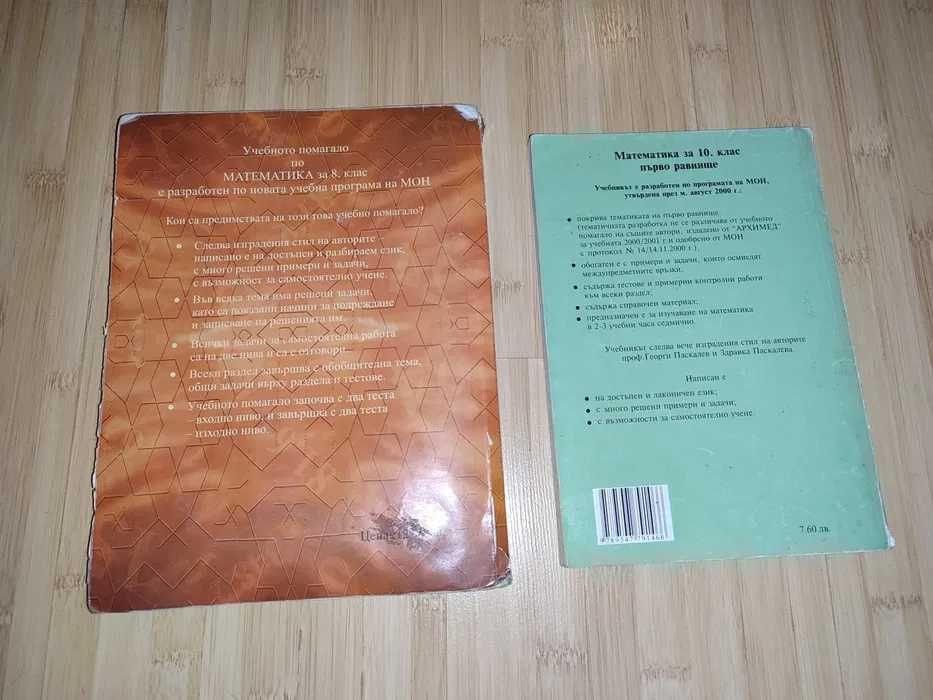 Учебното помагало
по
МАТЕМАТИКА за 8. клас
е разработен по новата учебна програма на МОН
Кои са предимствата на този това учебно помагало?
• Следва изградения стил на авторите –
написано е на достъпен и разбираем език,
с много решени примери и задачи,
с възможност за самостоятелно учене.
• Във всяка тема има решени задачи,
като са показани начини за подреждане
и записване на решенията им.
• Всички задачи за самостоятелна работа
са на две нива и са с отговори.
• Всеки раздел завършва с обобщителна тема,
общи задачи върху раздела и тестове.
• Учебното помагало започва с два теста
– входно ниво, и завършва с два теста
– изходно ниво.
Цена
Математика за 10. клас
първо равнище
Учебникът е разработен по програмата на МОН,
утвърдена през м. август 2000 г.:
• покрива тематиката на първо равнище
(тематичната разработка не се различава от учебното
помагало на същите автори, издадено от "АРХИМЕД"
за учебната 2000/2001 г и одобрено от МОН
с протокол № 14/14.11.2000 г.);
• обогатен е с примери и задачи, които осмислят
междупредметните връзки;
• съдържа тестове и примерни контролни работи
към всеки раздел;
• съдържа справочен материал;
• предназначен е за изучаване на математика
в 2-3 учебни часа седмично.
Учебникът следва вече изградения стил на авторите
проф. Георги Паскалев и Здравка Паскалева.
Написан е
• на достъпен и лаконичен език;
• с много решени примери и задачи;
• с възможности за самостоятелно учене.
9789547791466
7.60 лв.